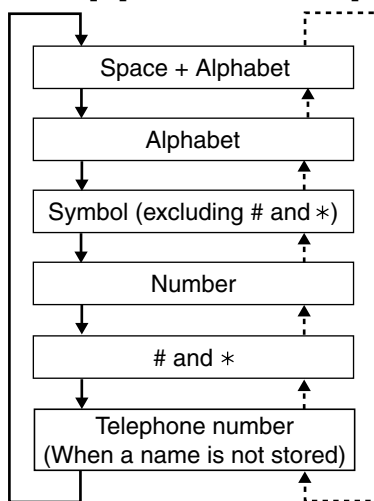 Space + Alphabet
Alphabet
Symbol (excluding # and ∗)
Number
# and ∗
Telephone number
(When a name is not stored)